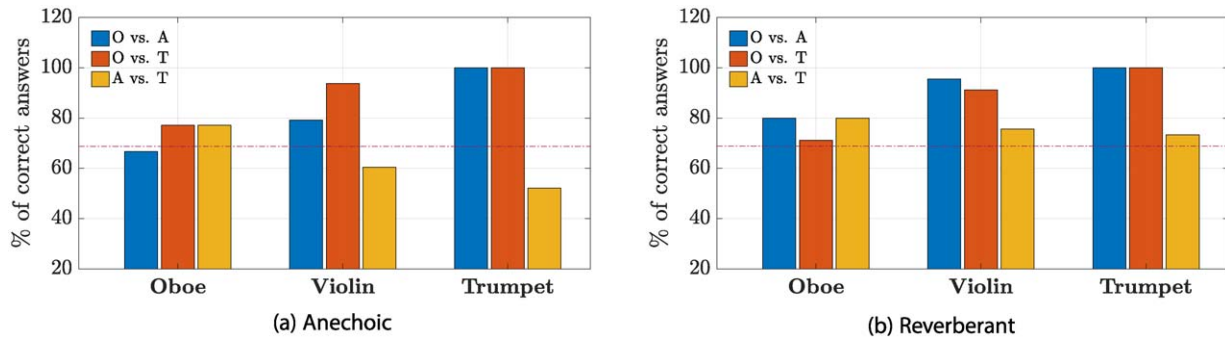 120
100
80
60
40
20
% of correct answers
O vs. A
O vs. T
A vs. T
Oboe
Violin
Trumpet
(a) Anechoic
120
100
80
60
40
20
% of correct answers
O vs. A
O vs. T
A vs. T
Oboe
Violin
Trumpet
(b) Reverberant